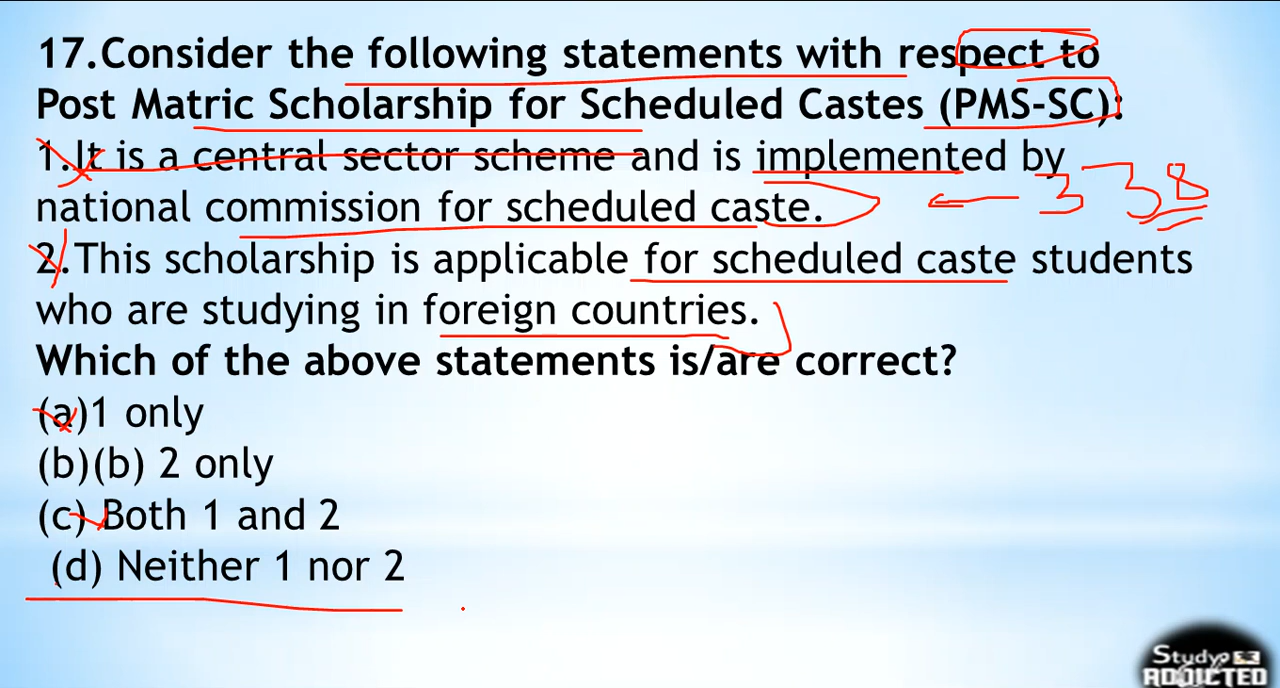 17.Consider the following statements with respect to
Post Matric Scholarship for Scheduled Castes (PMS-SC):
1.It is a central sector scheme and is implemented by
national commission for scheduled caste.
338
2.This scholarship is applicable for scheduled caste students
who are studying in foreign countries.
Which of the above statements is/are correct?
(a)1 only
(b)(b) 2 only
(c) Both 1 and 2
(d) Neither 1 nor 2
Study
ADDICTED